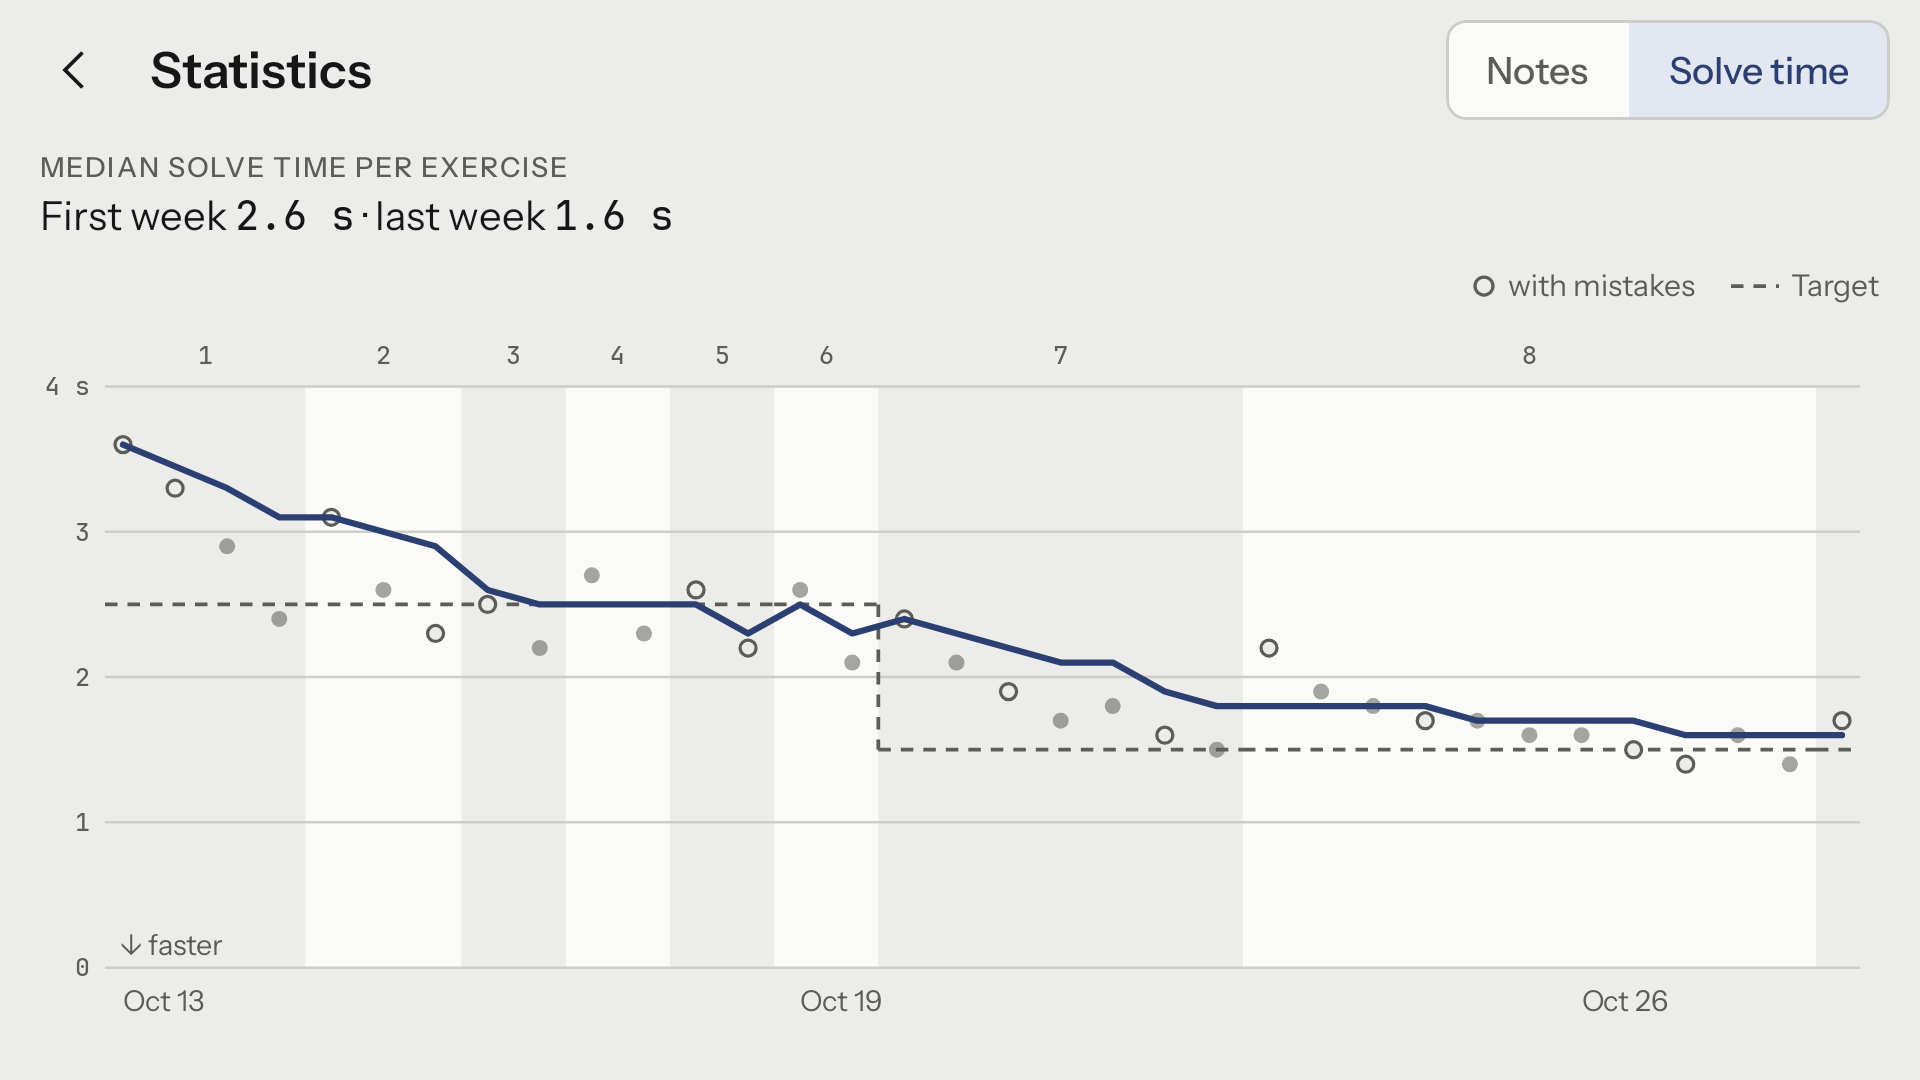 Statistics
Notes
Solve time
MEDIAN SOLVE TIME PER EXERCISE
First week 2.6 s · last week 1.6 s
with mistakes
Target
1 2 3 4 5 6 7 8
4 s
3
2
1
↓ faster
0
Oct 13 Oct 19 Oct 26